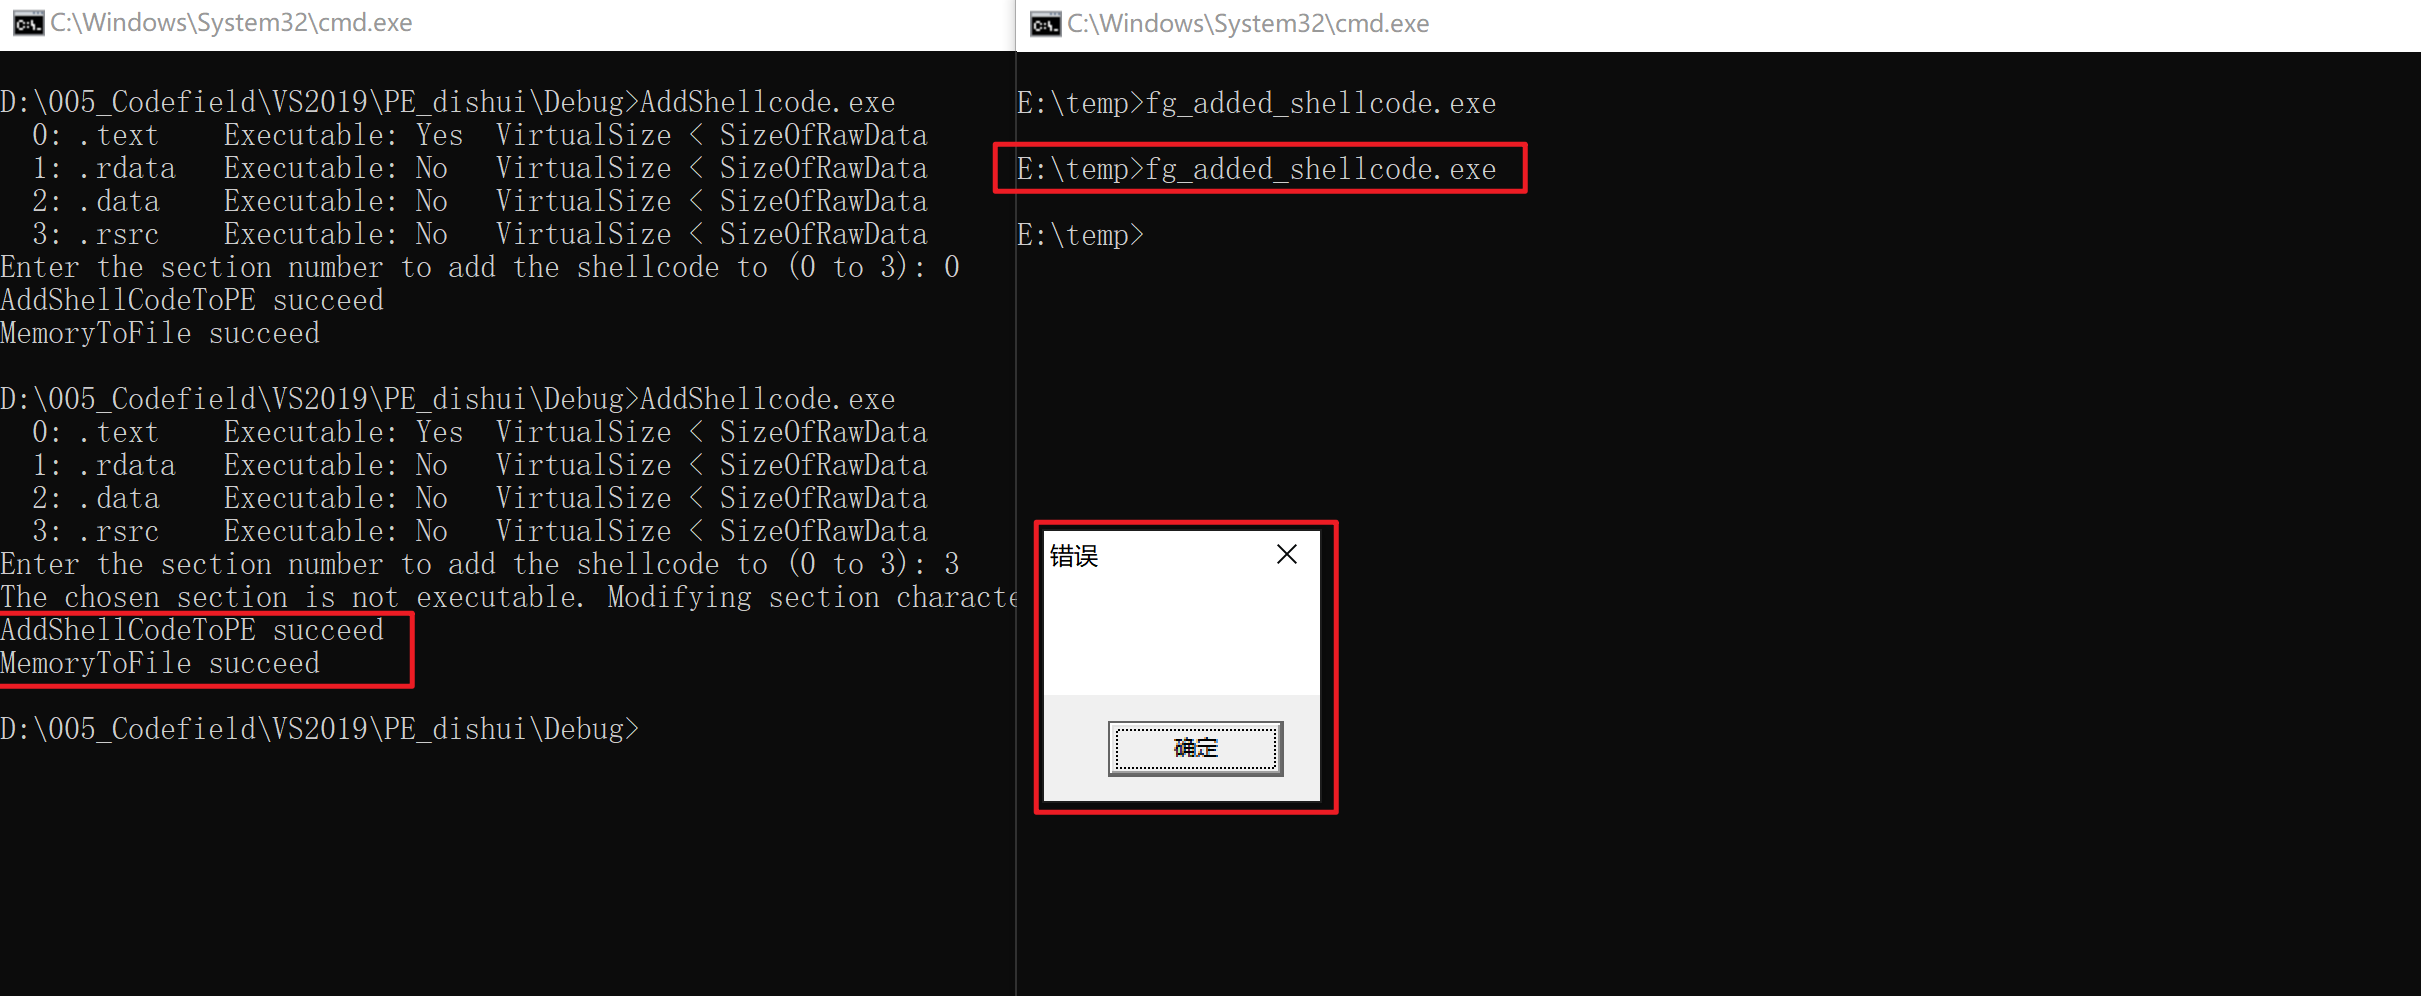 C:\Windows\System32\cmd.exe
D:\005_Codefield\VS2019\PE_dishui\Debug>AddShellcode.exe
0: .text Executable: Yes VirtualSize < SizeOfRawData
1: .rdata Executable: No VirtualSize < SizeOfRawData
2: .data Executable: No VirtualSize < SizeOfRawData
3: .rsrc Executable: No VirtualSize < SizeOfRawData
Enter the section number to add the shellcode to (0 to 3): 0
AddShellCodeToPE succeed
MemoryToFile succeed
D:\005_Codefield\VS2019\PE_dishui\Debug>AddShellcode.exe
0: .text Executable: Yes VirtualSize < SizeOfRawData
1: .rdata Executable: No VirtualSize < SizeOfRawData
2: .data Executable: No VirtualSize < SizeOfRawData
3: .rsrc Executable: No VirtualSize < SizeOfRawData
Enter the section number to add the shellcode to (0 to 3): 3
The chosen section is not executable. Modifying section characte
AddShellCodeToPE succeed
MemoryToFile succeed
D:\005_Codefield\VS2019\PE_dishui\Debug>
C:\Windows\System32\cmd.exe
E:\temp>fg_added_shellcode.exe
E:\temp>fg_added_shellcode.exe
E:\temp>
错误
确定